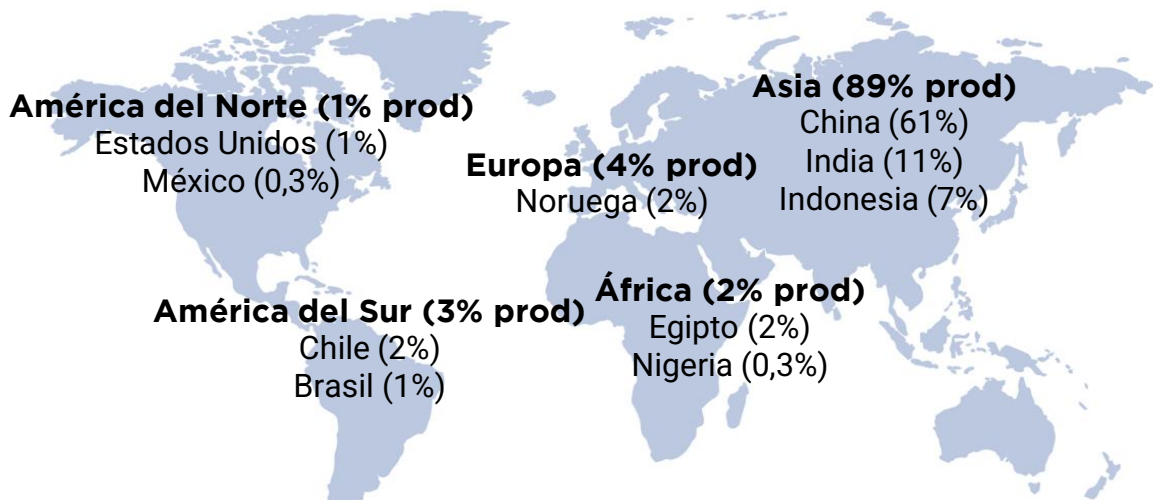 América del Norte (1% prod)
Estados Unidos (1%)
México (0,3%)
Europa (4% prod)
Noruega (2%)
Asia (89% prod)
China (61%)
India (11%)
Indonesia (7%)
América del Sur (3% prod)
Chile (2%)
Brasil (1%)
África (2% prod)
Egipto (2%)
Nigeria (0,3%)